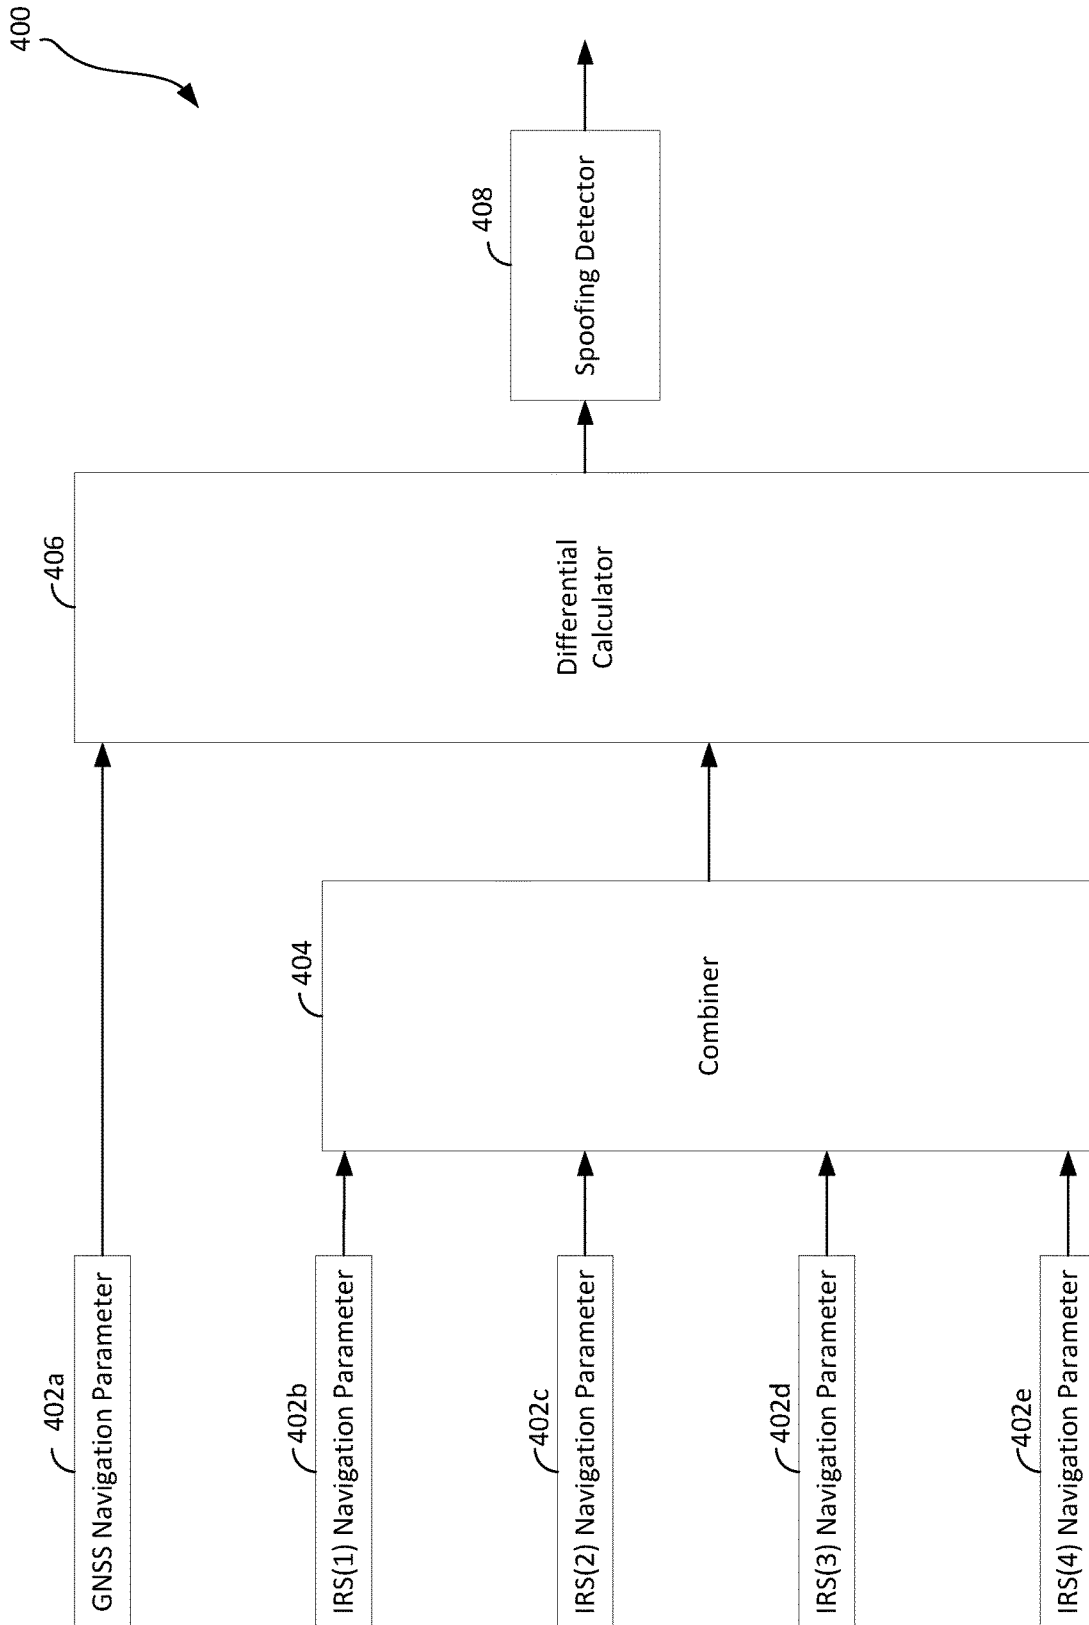 400
402a
GNSS Navigation Parameter
402b
IRS(1) Navigation Parameter
402c
IRS(2) Navigation Parameter
402d
IRS(3) Navigation Parameter
402e
IRS(4) Navigation Parameter
404
Combiner
406
Differential
Calculator
408
Spoofing Detector